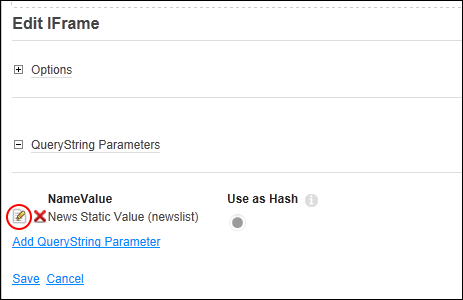 Edit IFrame
Options
QueryString Parameters
NameValue Use as Hash
News Static Value (newslist)
Add QueryString Parameter
Save Cancel